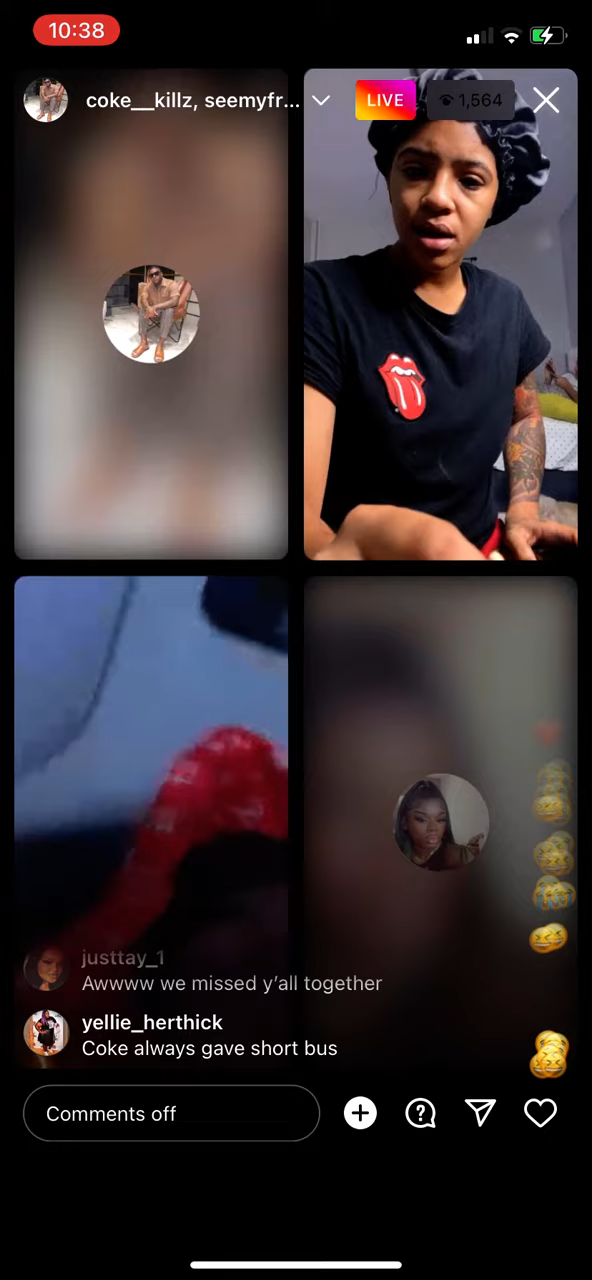 10:38
coke__killz, seemyfr...
LIVE
1,564
justtay_1
Awwww we missed y’all together
yellie_herthick
Coke always gave short bus
Comments off